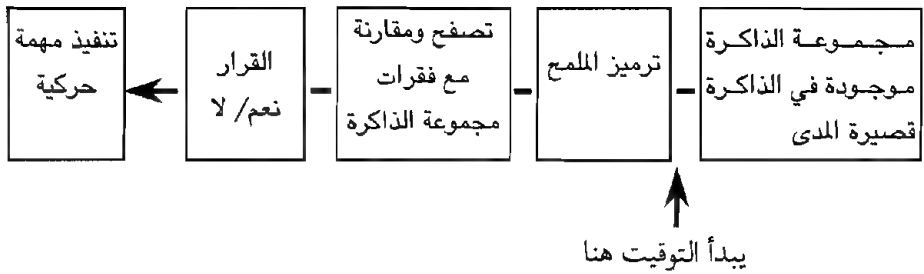 مجموعة الذاكرة
موجودة في الذاكرة
قصيرة المدى
ترميز الملمح
تصفح ومقارنة
مع فقرات
مجموعة الذاكرة
القرار
نعم/ لا
تنفيذ مهمة
حركية
يبدأ التوقيت هنا